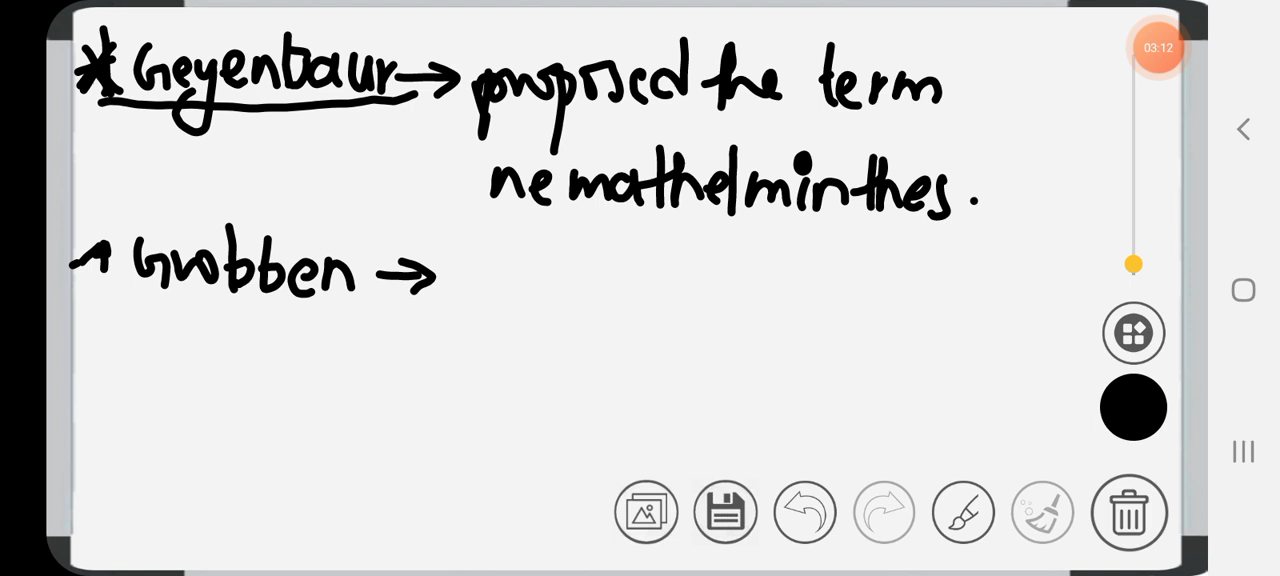 * Gegenbaur → proposed the term
nemathelminthes.
* Grobben →
03:12